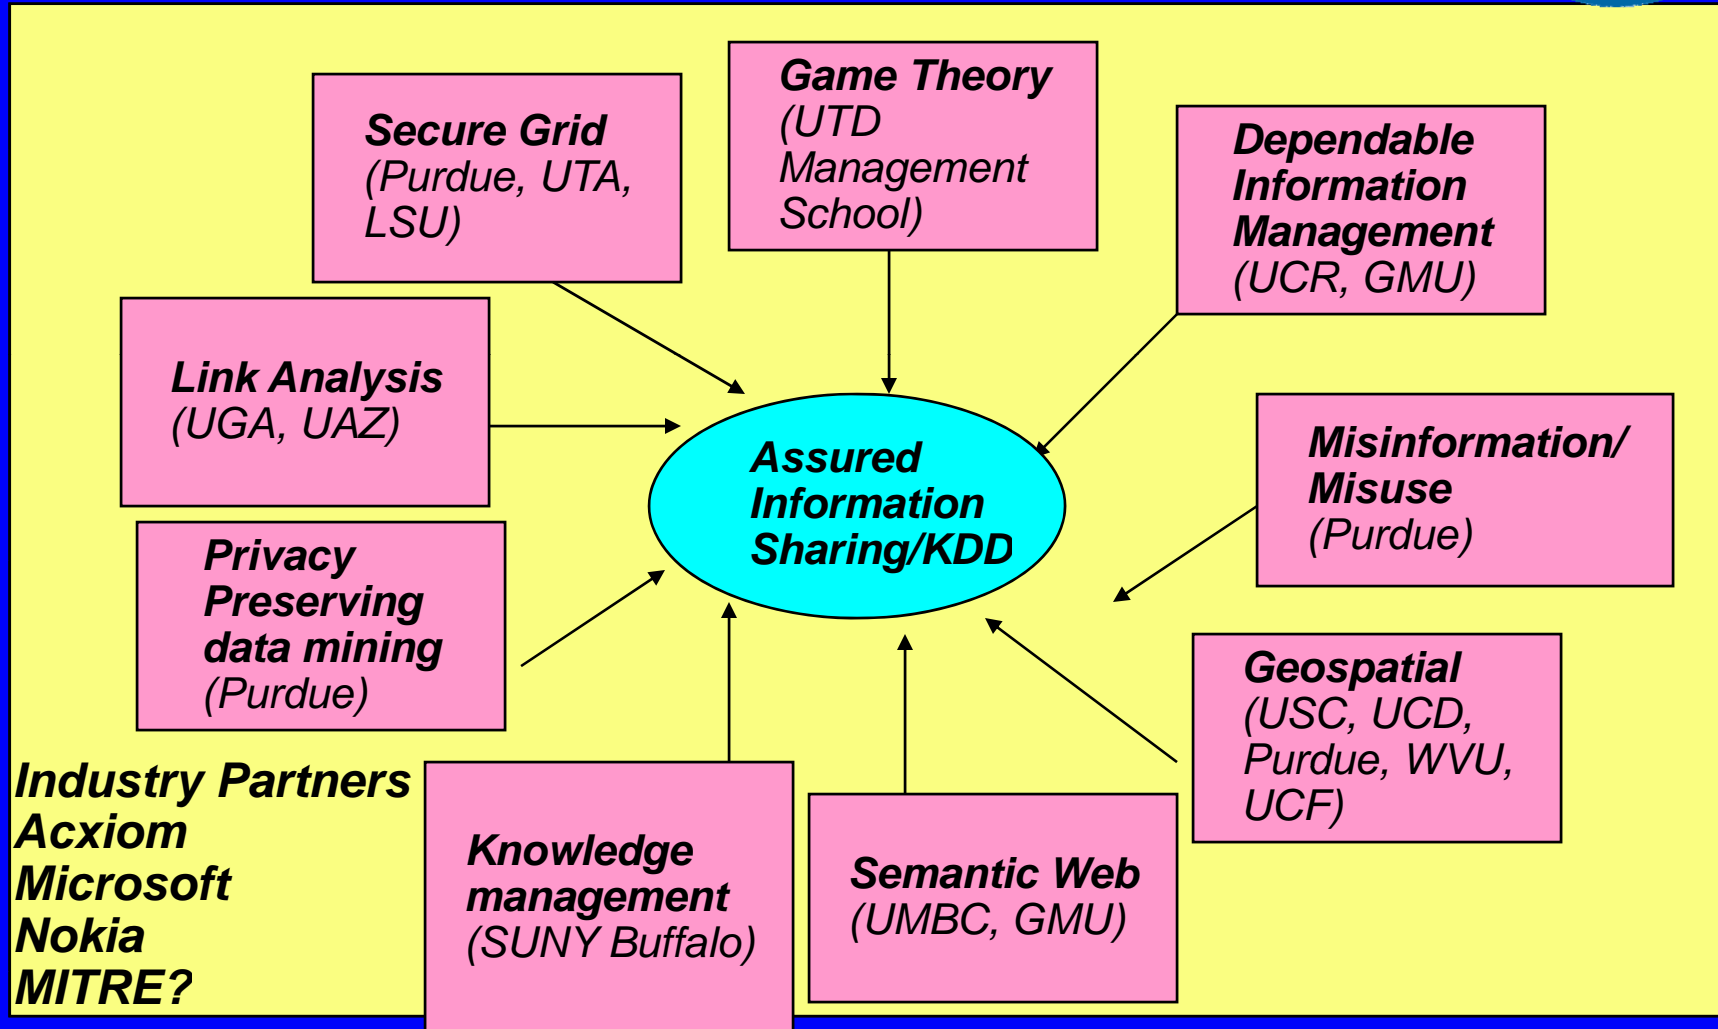 Secure Grid
(Purdue, UTA,
LSU)
Game Theory
(UTD
Management
School)
Dependable
Information
Management
(UCR, GMU)
Link Analysis
(UGA, UAZ)
Assured
Information
Sharing/KDD
Misinformation/
Misuse
(Purdue)
Privacy
Preserving
data mining
(Purdue)
Geospatial
(USC, UCD,
Purdue, WVU,
UCF)
Industry Partners
Acxiom
Microsoft
Nokia
MITRE?
Knowledge
management
(SUNY Buffalo)
Semantic Web
(UMBC, GMU)